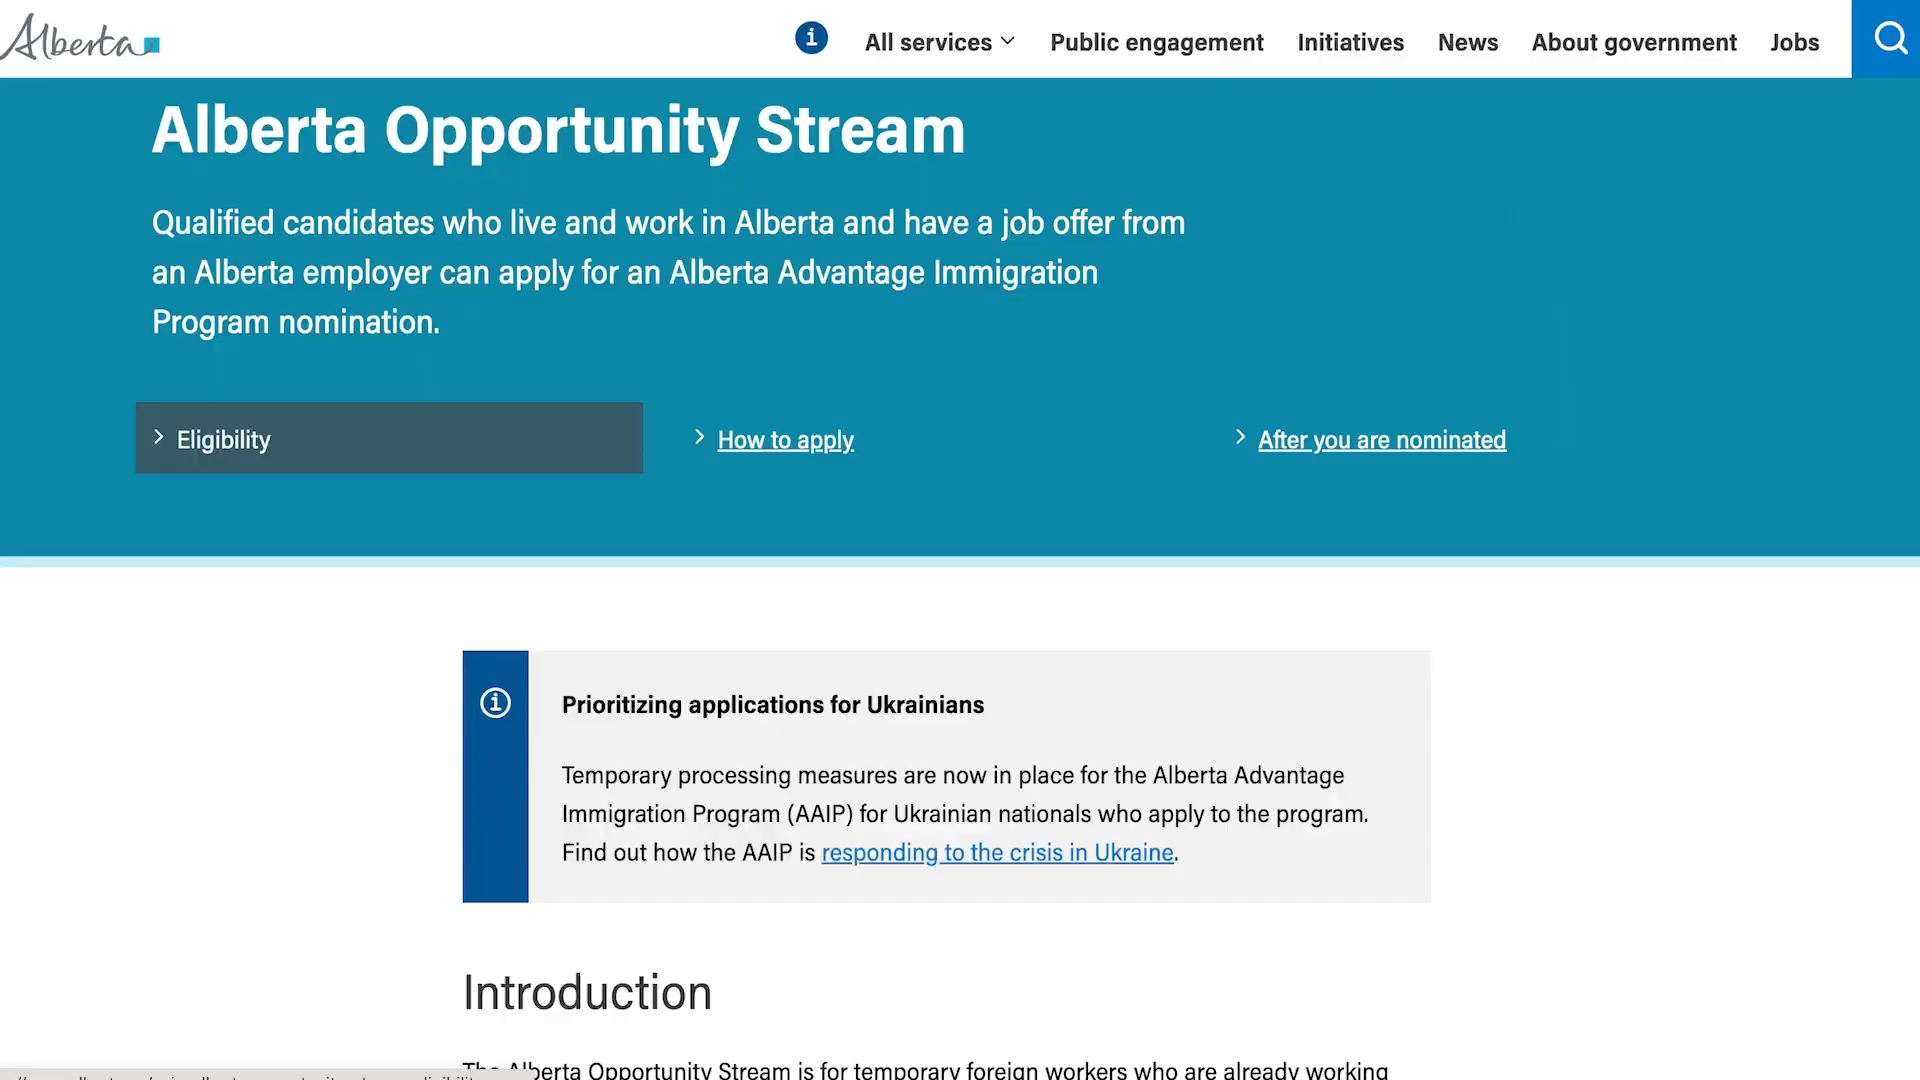 Alberta
i
All services
Public engagement
Initiatives
News
About government
Jobs
Alberta Opportunity Stream
Qualified candidates who live and work in Alberta and have a job offer from
an Alberta employer can apply for an Alberta Advantage Immigration
Program nomination.
Eligibility
How to apply
After you are nominated
Prioritizing applications for Ukrainians
Temporary processing measures are now in place for the Alberta Advantage
Immigration Program (AAIP) for Ukrainian nationals who apply to the program.
Find out how the AAIP is responding to the crisis in Ukraine.
Introduction
The Alberta Opportunity Stream is for temporary foreign workers who are already working